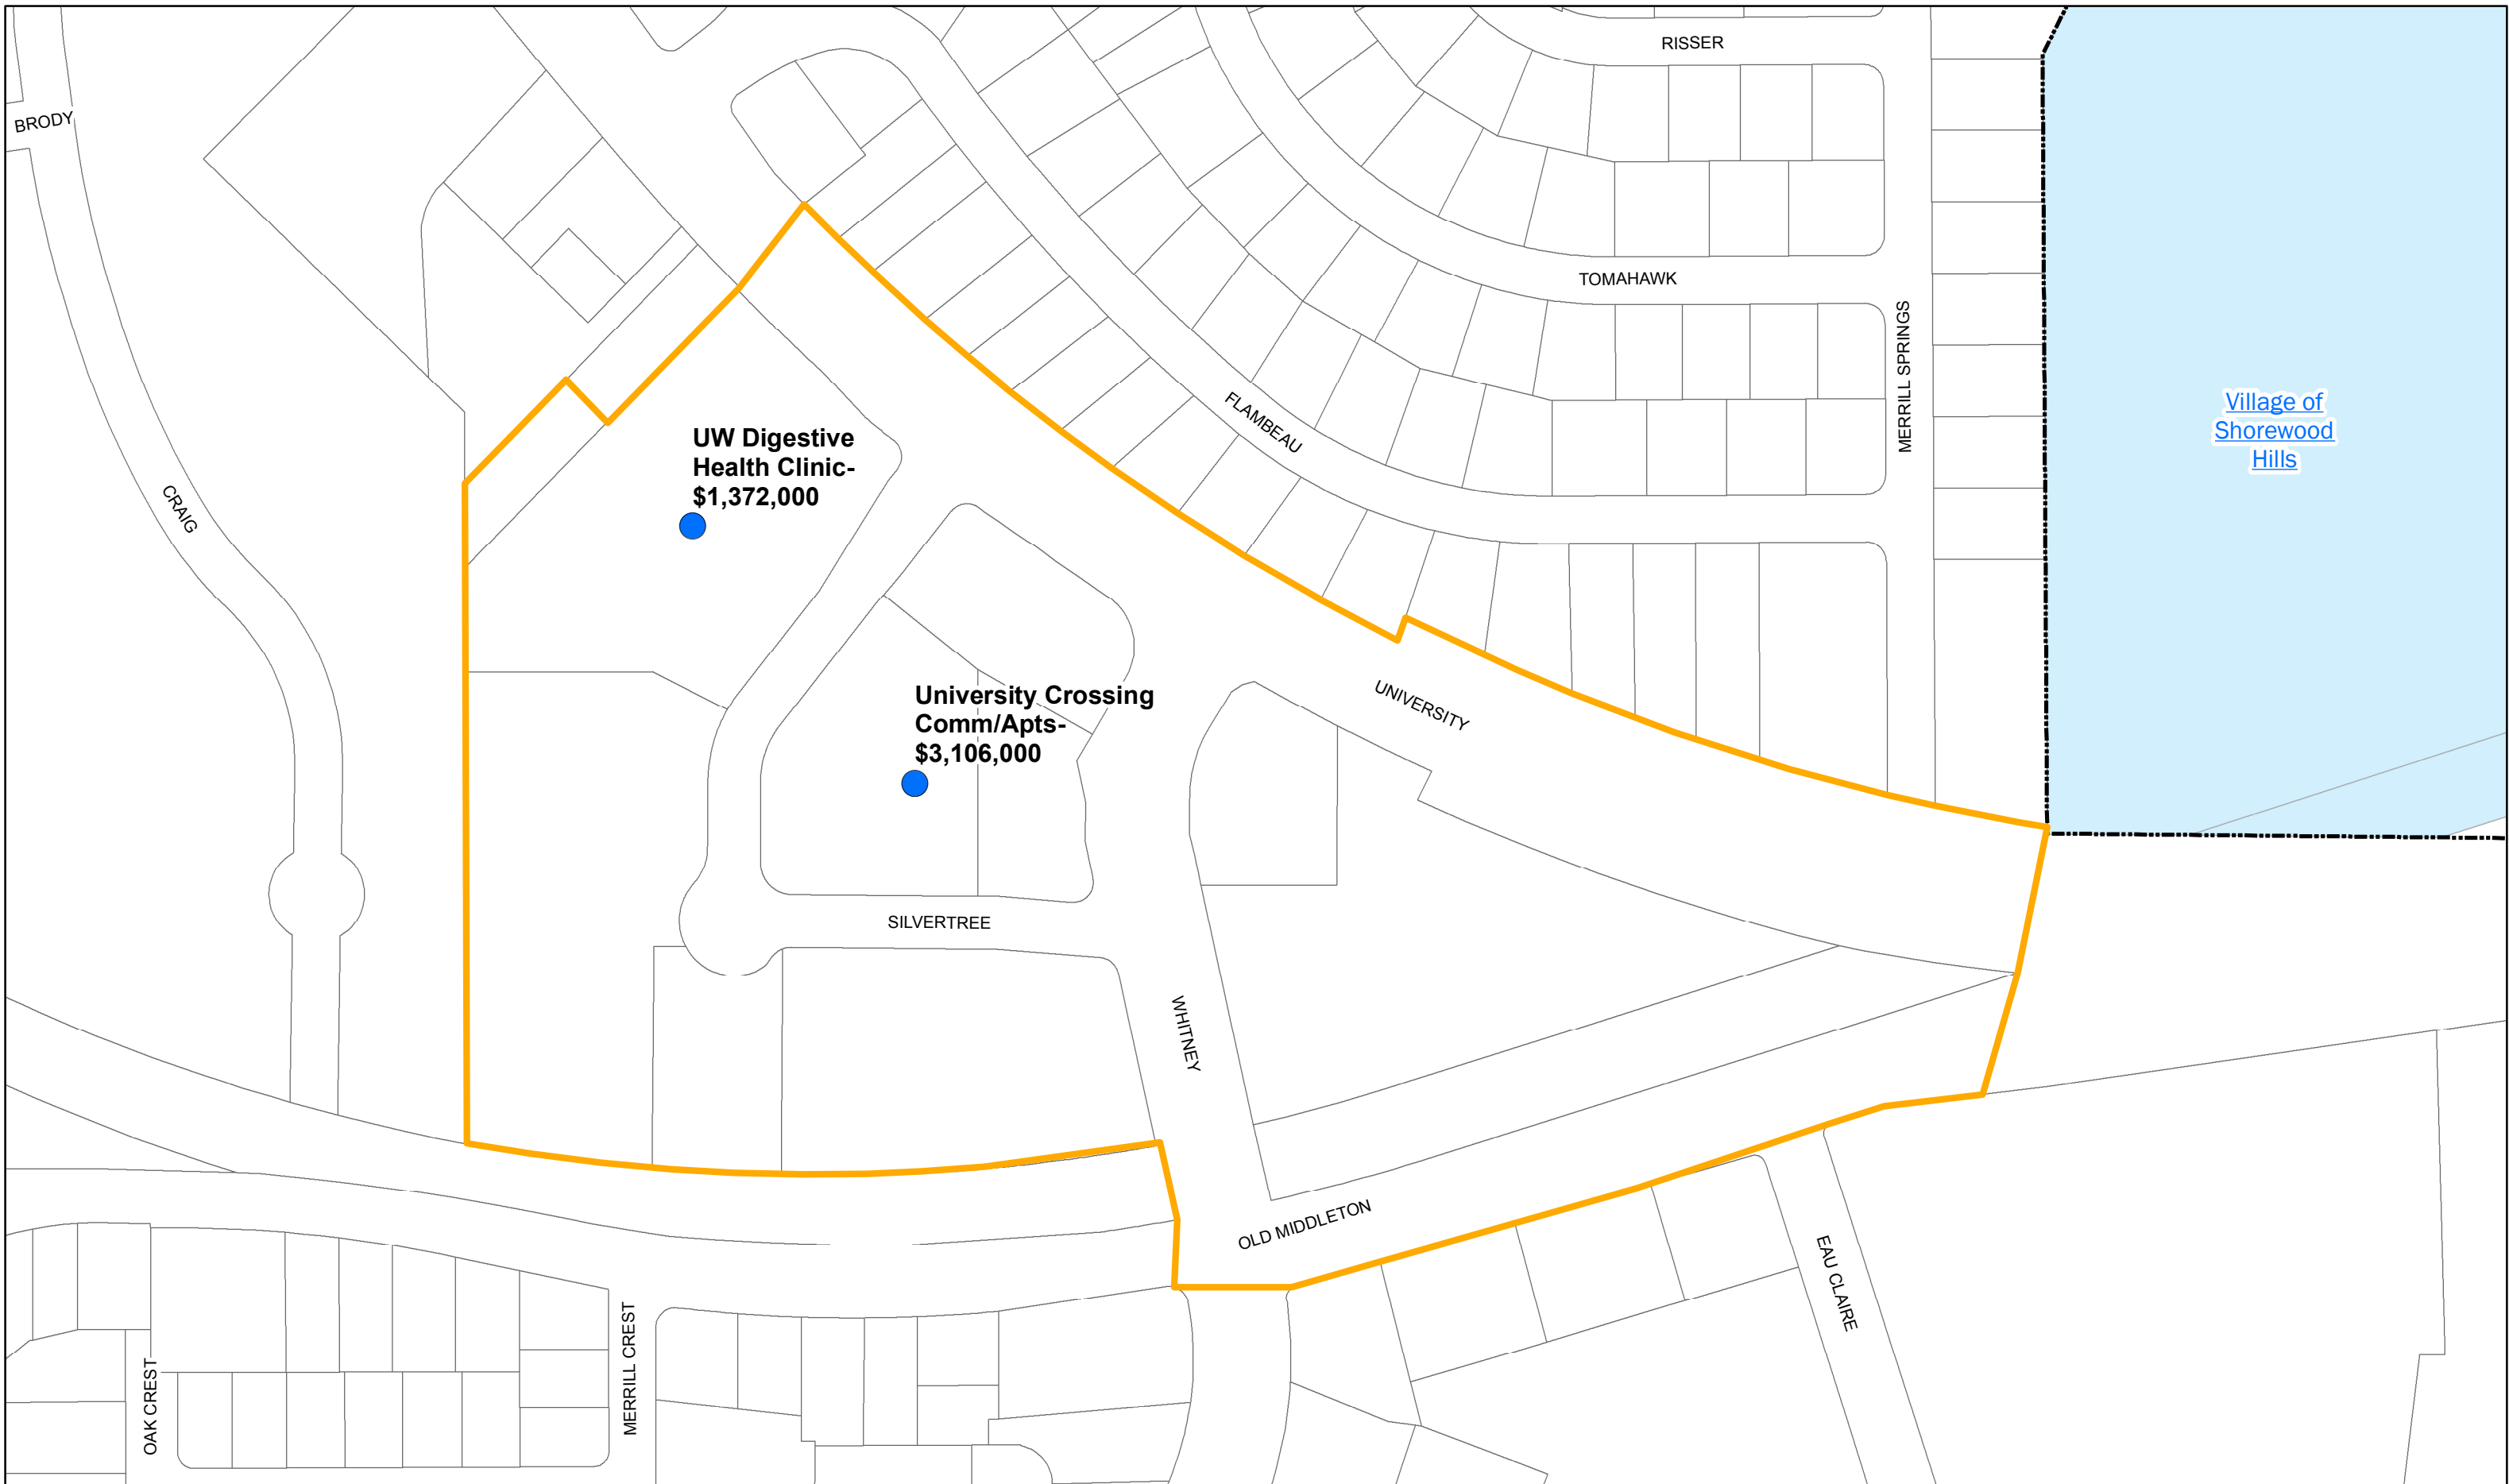 RISSER
BRODY
TOMAHAWK
MERRILL SPRINGS
Village of
Shorewood
Hills
FLAMBEAU
UW Digestive
Health Clinic-
$1,372,000
CRAIG
University Crossing
Comm/Apts-
$3,106,000
UNIVERSITY
SILVERTREE
WHITNEY
OLD MIDDLETON
EAU CLAIRE
MERRILL CREST
OAK CREST